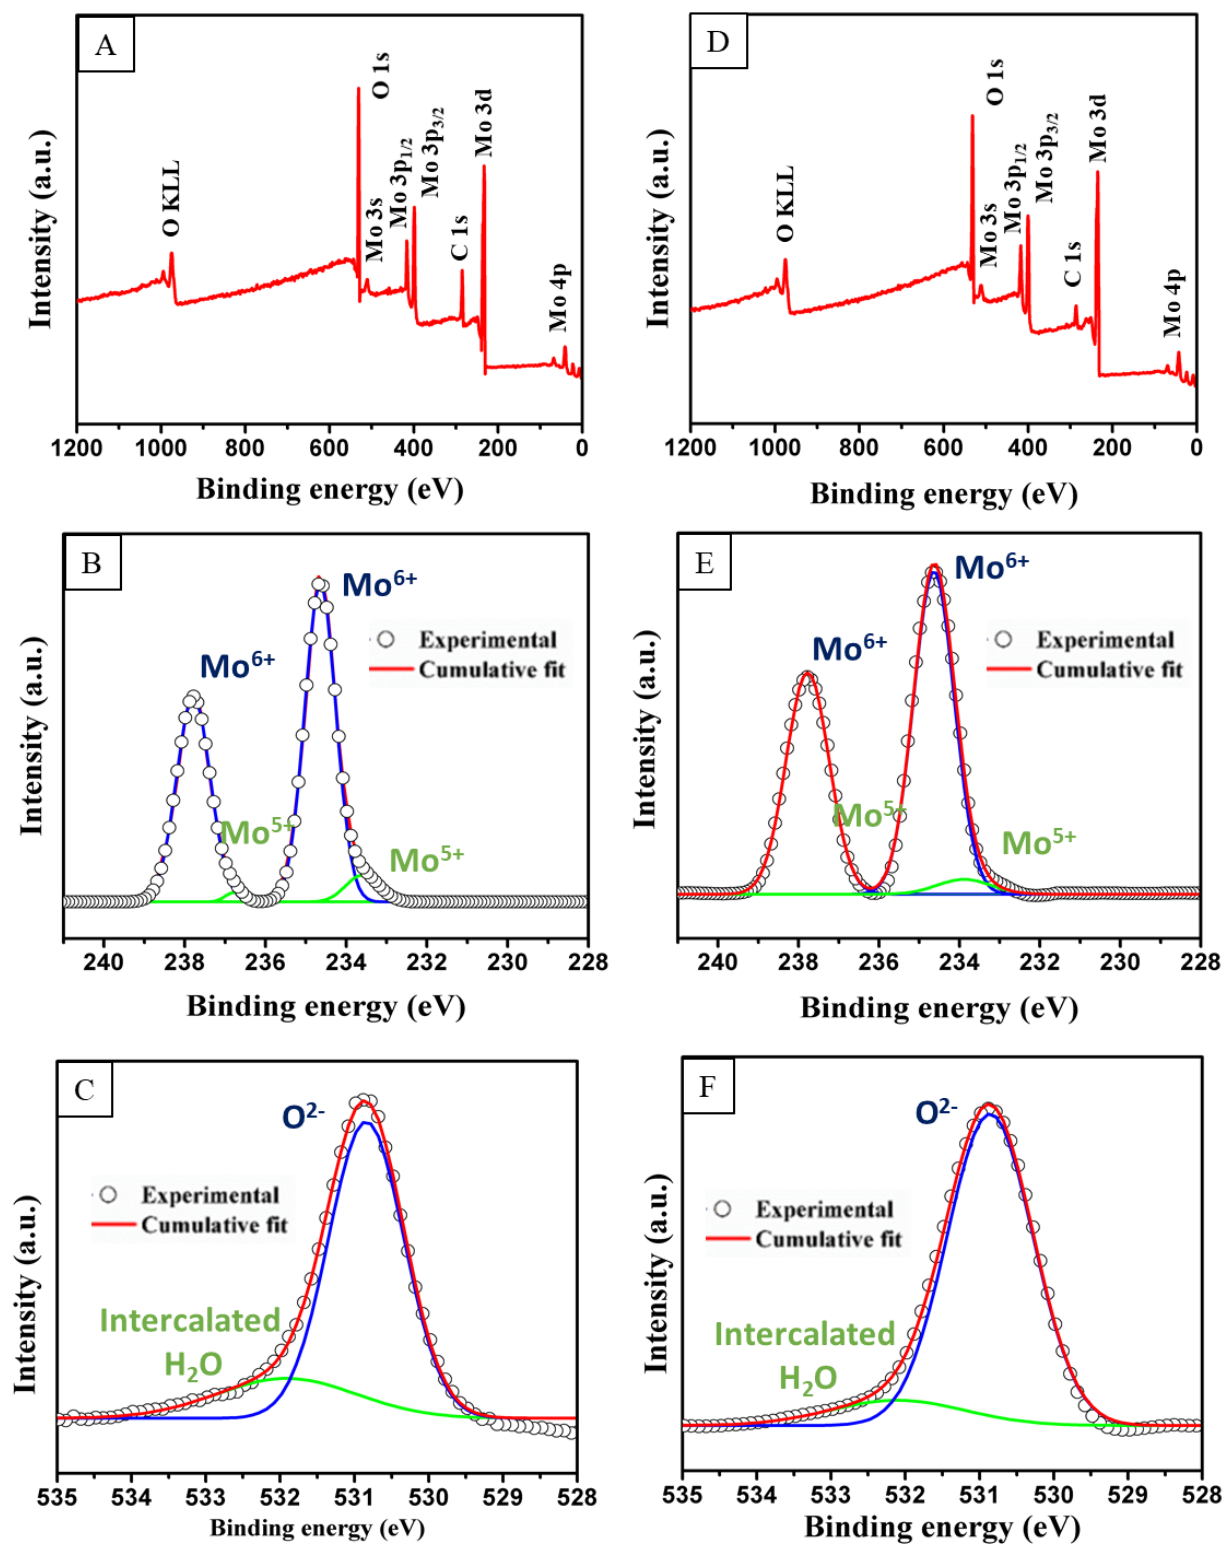 A
O KLL
O 1s
Mo 3s
Mo 3p1/2
Mo 3p3/2
C 1s
Mo 3d
Mo 4p
Intensity (a.u.)
1200 1000 800 600 400 200 0
Binding energy (eV)
D
O KLL
O 1s
Mo 3s
Mo 3p1/2
Mo 3p3/2
C 1s
Mo 3d
Mo 4p
Intensity (a.u.)
1200 1000 800 600 400 200 0
Binding energy (eV)
B
Mo6+
Mo6+
Experimental
Cumulative fit
Mo5+
Mo5+
Intensity (a.u.)
240 238 236 234 232 230 228
Binding energy (eV)
E
Mo6+
Mo6+
Experimental
Cumulative fit
Mo5+
Mo5+
Intensity (a.u.)
240 238 236 234 232 230 228
Binding energy (eV)
C
O2-
Experimental
Cumulative fit
Intercalated
H2O
Intensity (a.u.)
535 534 533 532 531 530 529 528
Binding energy (eV)
F
O2-
Experimental
Cumulative fit
Intercalated
H2O
Intensity (a.u.)
535 534 533 532 531 530 529 528
Binding energy (eV)